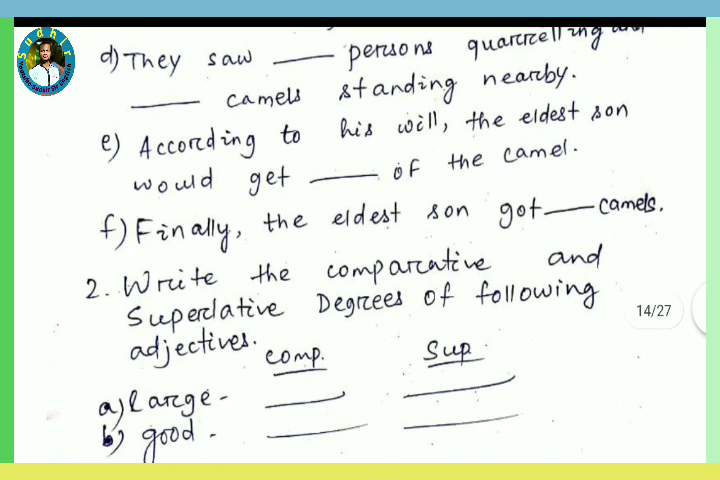 Sudhir
d) They saw ___ persons quarrelling and
___ camels standing nearby.
e) According to his will, the eldest son
would get ___ of the camel.
f) Finally, the eldest son got ___ camels.
2. Write the comparative and
Superlative Degrees of following
adjectives.
comp. Sup
a) large - ___ ___
b) good - ___ ___
14/27